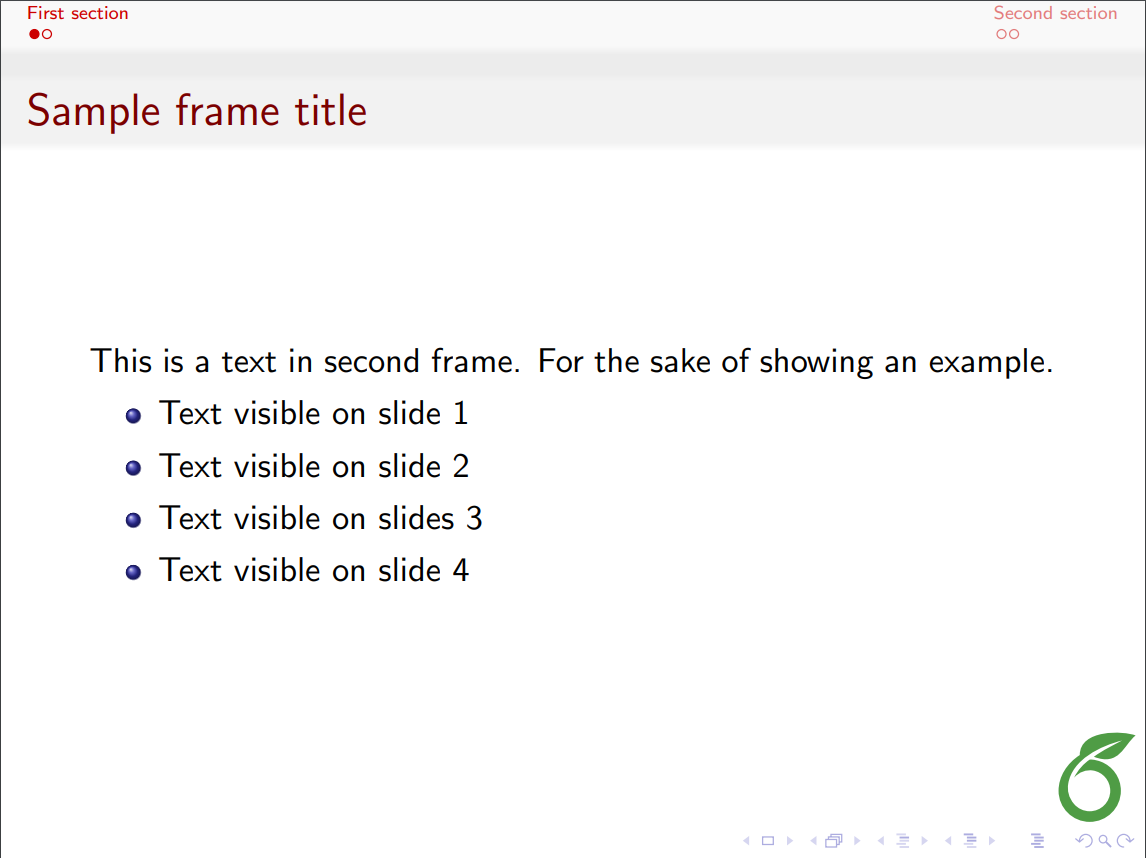 First section
Second section
Sample frame title
This is a text in second frame. For the sake of showing an example.
Text visible on slide 1
Text visible on slide 2
Text visible on slides 3
Text visible on slide 4